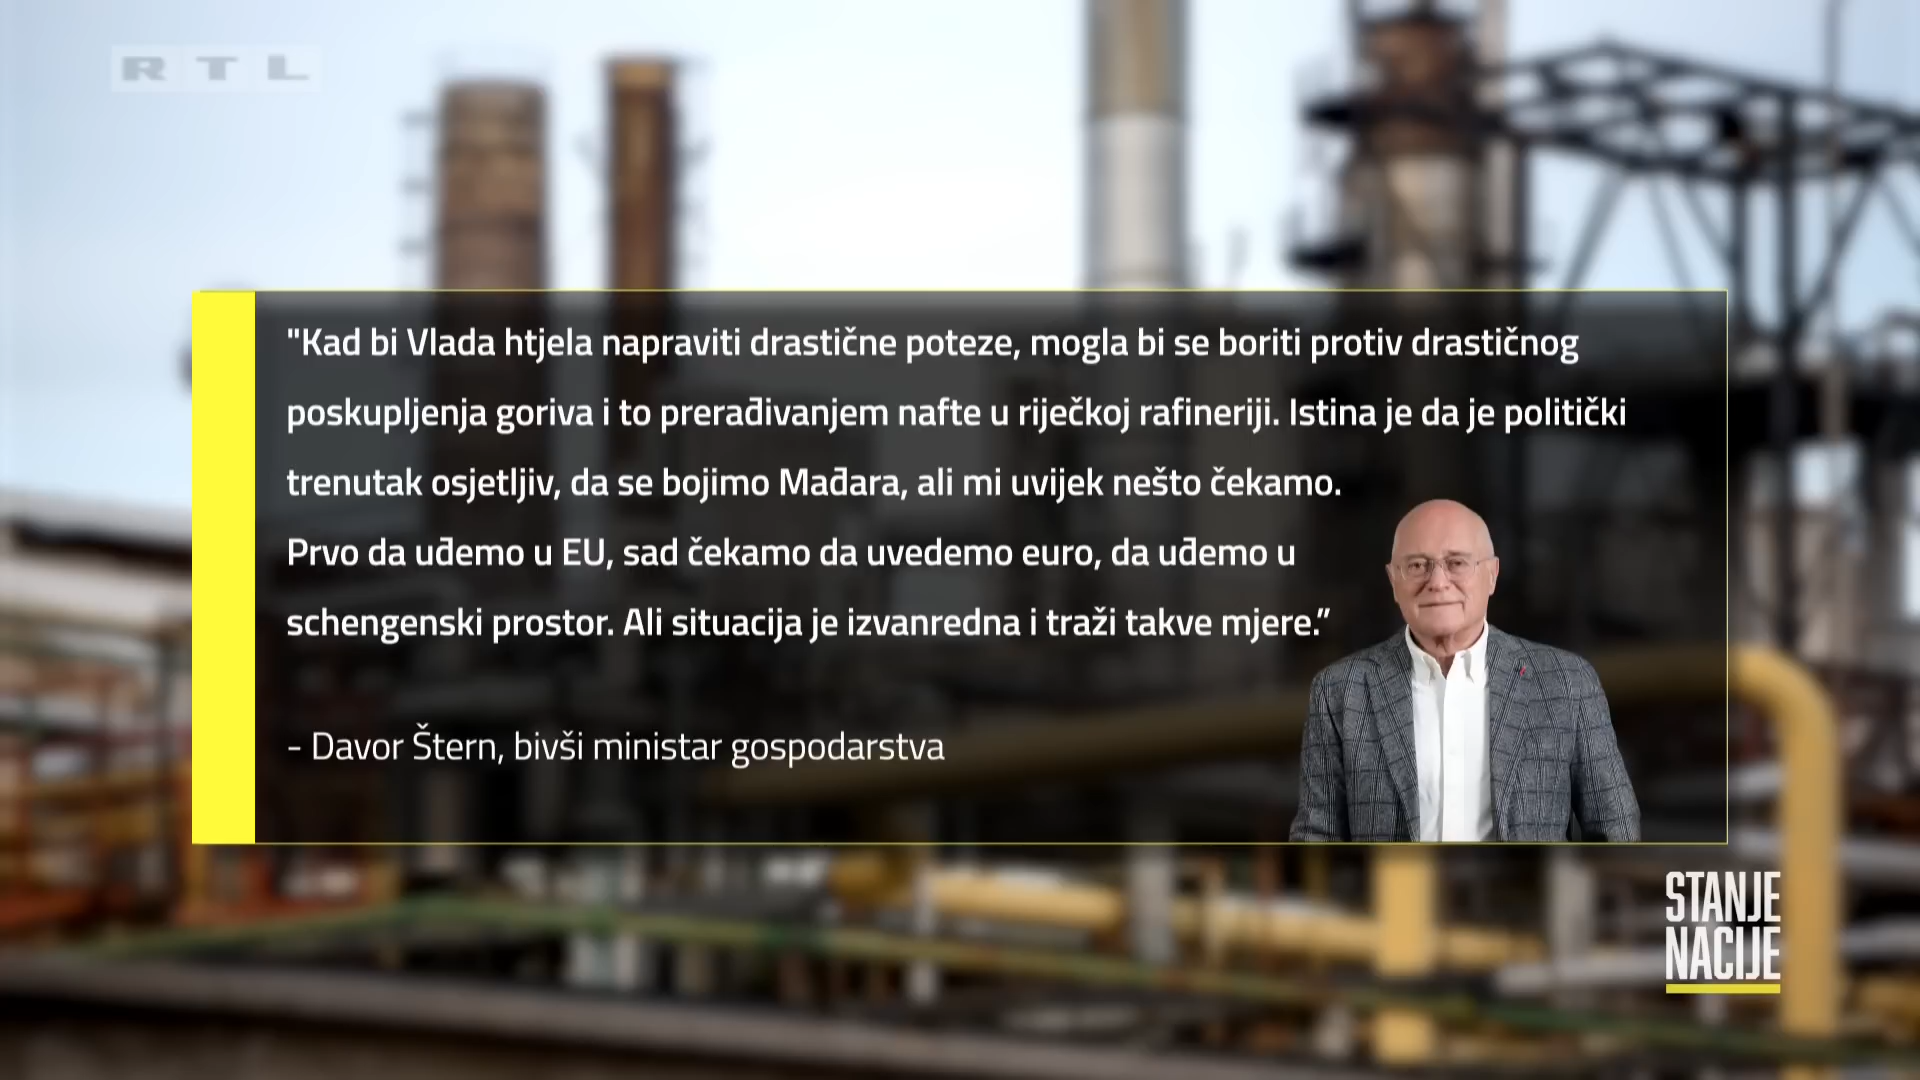 RTL
"Kad bi Vlada htjela napraviti drastične poteze, mogla bi se boriti protiv drastičnog
poskupljenja goriva i to prerađivanjem nafte u riječkoj rafineriji. Istina je da je politički
trenutak osjetljiv, da se bojimo Mađara, ali mi uvijek nešto čekamo.
Prvo da uđemo u EU, sad čekamo da uvedemo euro, da uđemo u
schengenski prostor. Ali situacija je izvanredna i traži takve mjere.”
- Davor Štern, bivši ministar gospodarstva
STANJE
NACIJE